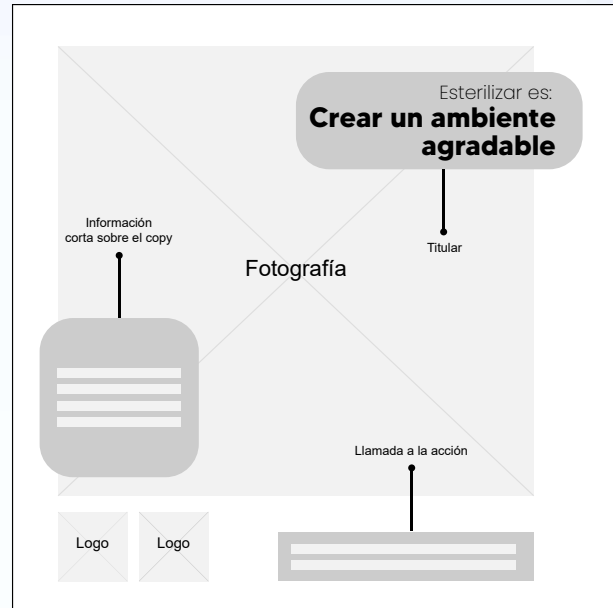 Esterilizar es:
Crear un ambiente
agradable
Información
corta sobre el copy
Titular
Fotografía
Llamada a la acción
Logo
Logo